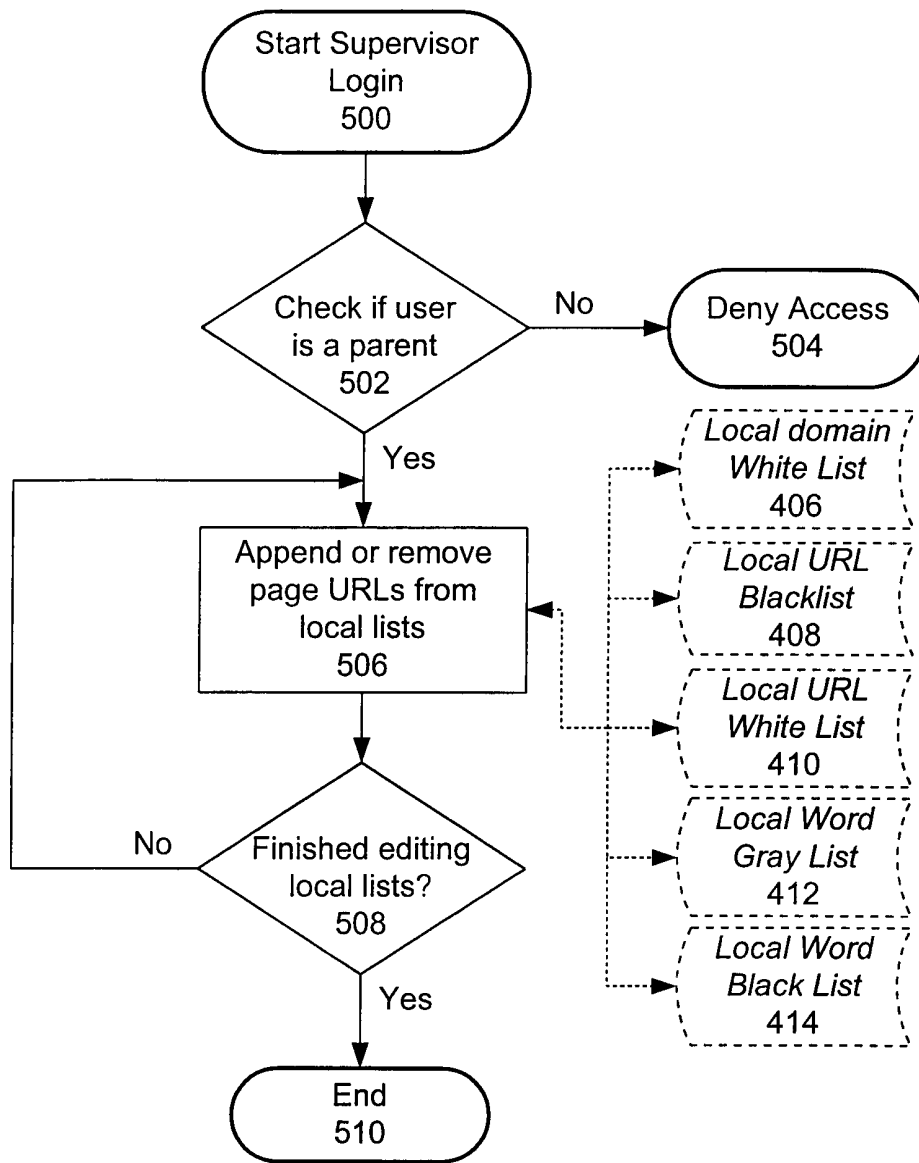 Start Supervisor
Login
500
Check if user
is a parent
502
No
Deny Access
504
Yes
Local domain
White List
406
Append or remove
page URLs from
local lists
506
Local URL
Blacklist
408
Local URL
White List
410
No
Finished editing
local lists?
508
Local Word
Gray List
412
Yes
Local Word
Black List
414
End
510